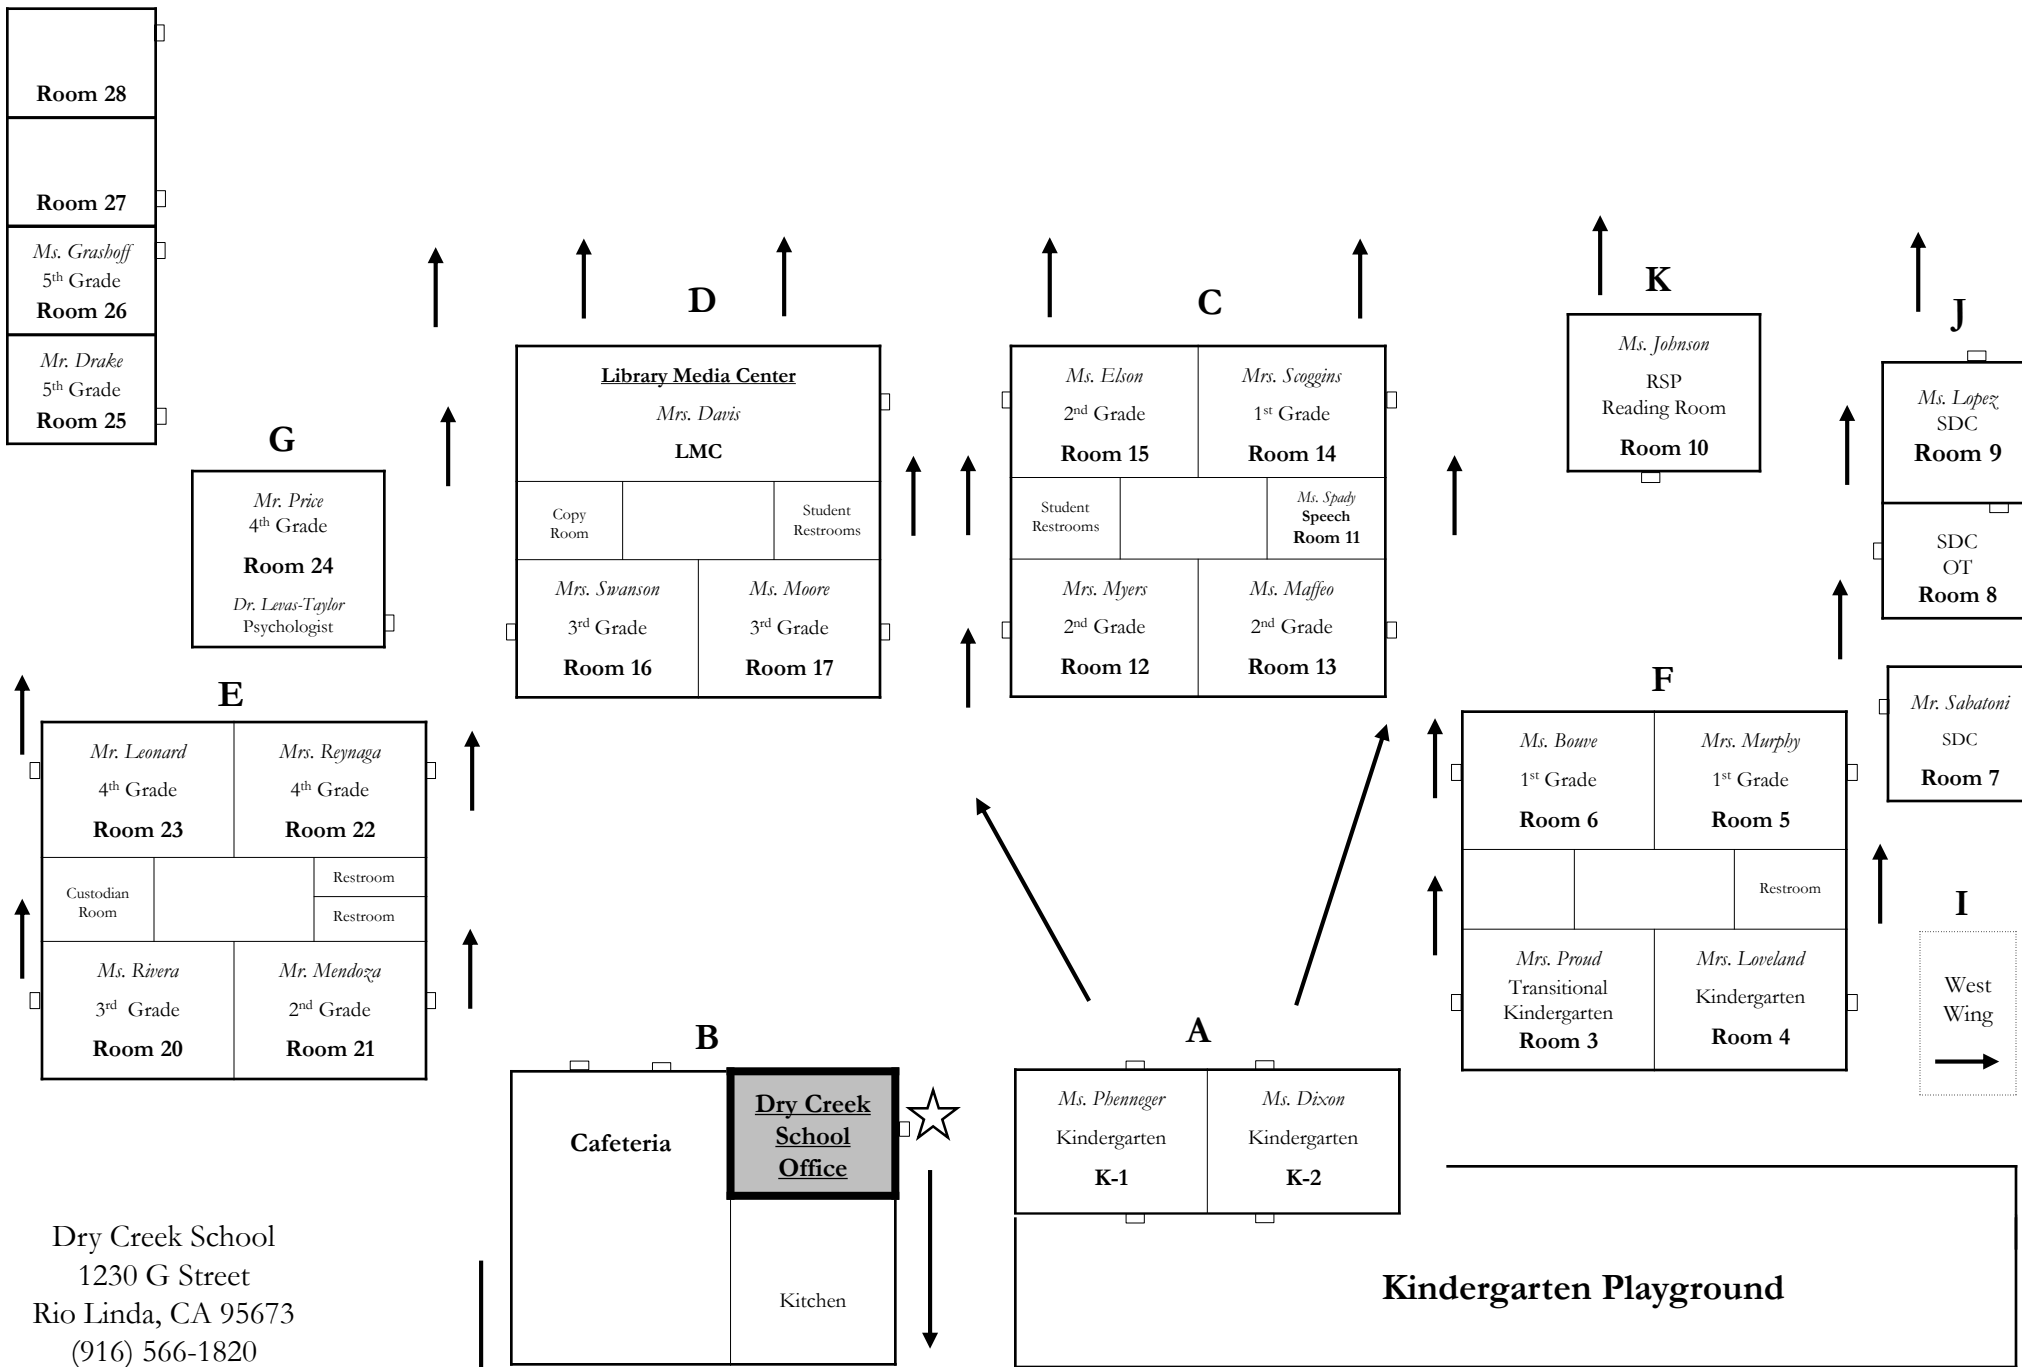 Room 28
Room 27
Ms. Grashoff
5th Grade
Room 26
Mr. Drake
5th Grade
Room 25
G
Mr. Price
4th Grade
Room 24
Dr. Levas-Taylor
Psychologist
D
Library Media Center
Mrs. Davis
LMC
Copy
Room
Student
Restrooms
Mrs. Swanson
3rd Grade
Room 16
Ms. Moore
3rd Grade
Room 17
C
Ms. Elson
2nd Grade
Room 15
Mrs. Scoggins
1st Grade
Room 14
Student
Restrooms
Ms. Spady
Speech
Room 11
Mrs. Myers
2nd Grade
Room 12
Ms. Maffeo
2nd Grade
Room 13
K
Ms. Johnson
RSP
Reading Room
Room 10
J
Ms. Lopez
SDC
Room 9
SDC
OT
Room 8
Mr. Sabatoni
SDC
Room 7
E
Mr. Leonard
4th Grade
Room 23
Mrs. Reynaga
4th Grade
Room 22
Custodian
Room
Restroom
Restroom
Ms. Rivera
3rd Grade
Room 20
Mr. Mendoza
2nd Grade
Room 21
F
Ms. Bouve
1st Grade
Room 6
Mrs. Murphy
1st Grade
Room 5
Restroom
Mrs. Proud
Transitional
Kindergarten
Room 3
Mrs. Loveland
Kindergarten
Room 4
I
West
Wing
B
Cafeteria
Dry Creek
School
Office
Kitchen
A
Ms. Phenneger
Kindergarten
K-1
Ms. Dixon
Kindergarten
K-2
Kindergarten Playground
Dry Creek School
1230 G Street
Rio Linda, CA 95673
(916) 566-1820